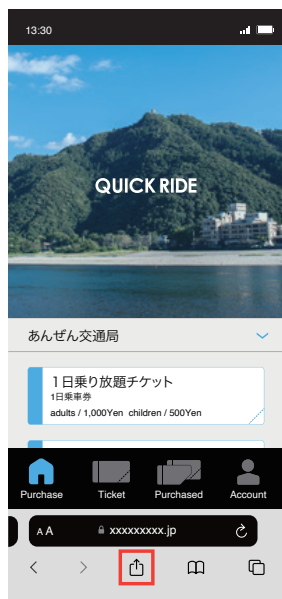 13:30
QUICK RIDE
あんぜん交通局
1日乗り放題チケット
1日乗車券
adults / 1,000Yen children / 500Yen
Purchase Ticket Purchased Account
AA xxxxxxxxx.jp